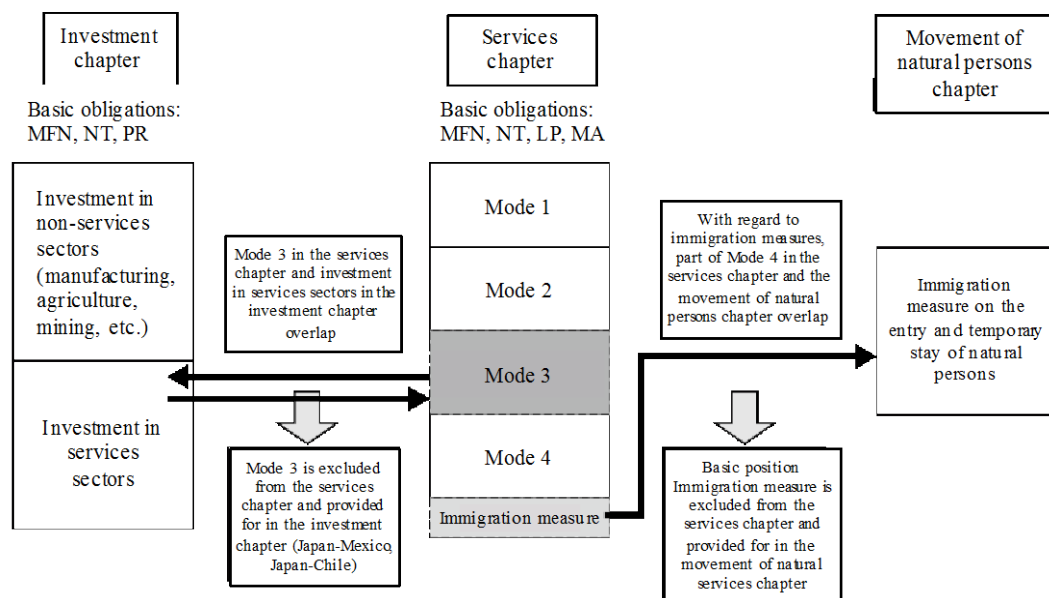 Investment
chapter
Services
chapter
Movement of
natural persons
chapter
Basic obligations:
MFN, NT, PR
Basic obligations:
MFN, NT, LP, MA
Investment in
non-services
sectors
(manufacturing,
agriculture,
mining, etc.)
Investment in
services
sectors
Mode 3 in the services
chapter and investment
in services sectors in the
investment chapter
overlap
Mode 3 is excluded
from the services
chapter and provided
for in the investment
chapter (Japan-Mexico,
Japan-Chile)
Mode 1
Mode 2
Mode 3
Mode 4
Immigration measure
With regard to
immigration measures,
part of Mode 4 in the
services chapter and the
movement of natural
persons chapter overlap
Basic position
Immigration measure is
excluded from the
services chapter and
provided for in the
movement of natural
services chapter
Immigration
measure on the
entry and temporary
stay of natural
persons